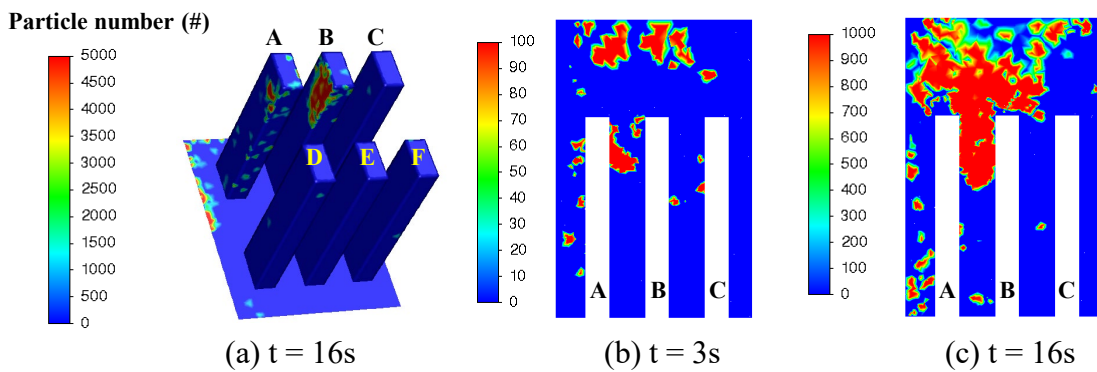 Particle number (#)
5000
4500
4000
3500
3000
2500
2000
1500
1000
500
0
A
B
C
D
E
F
(a) t = 16s
100
90
80
70
60
50
40
30
20
10
0
A
B
C
(b) t = 3s
1000
900
800
700
600
500
400
300
200
100
0
A
B
C
(c) t = 16s